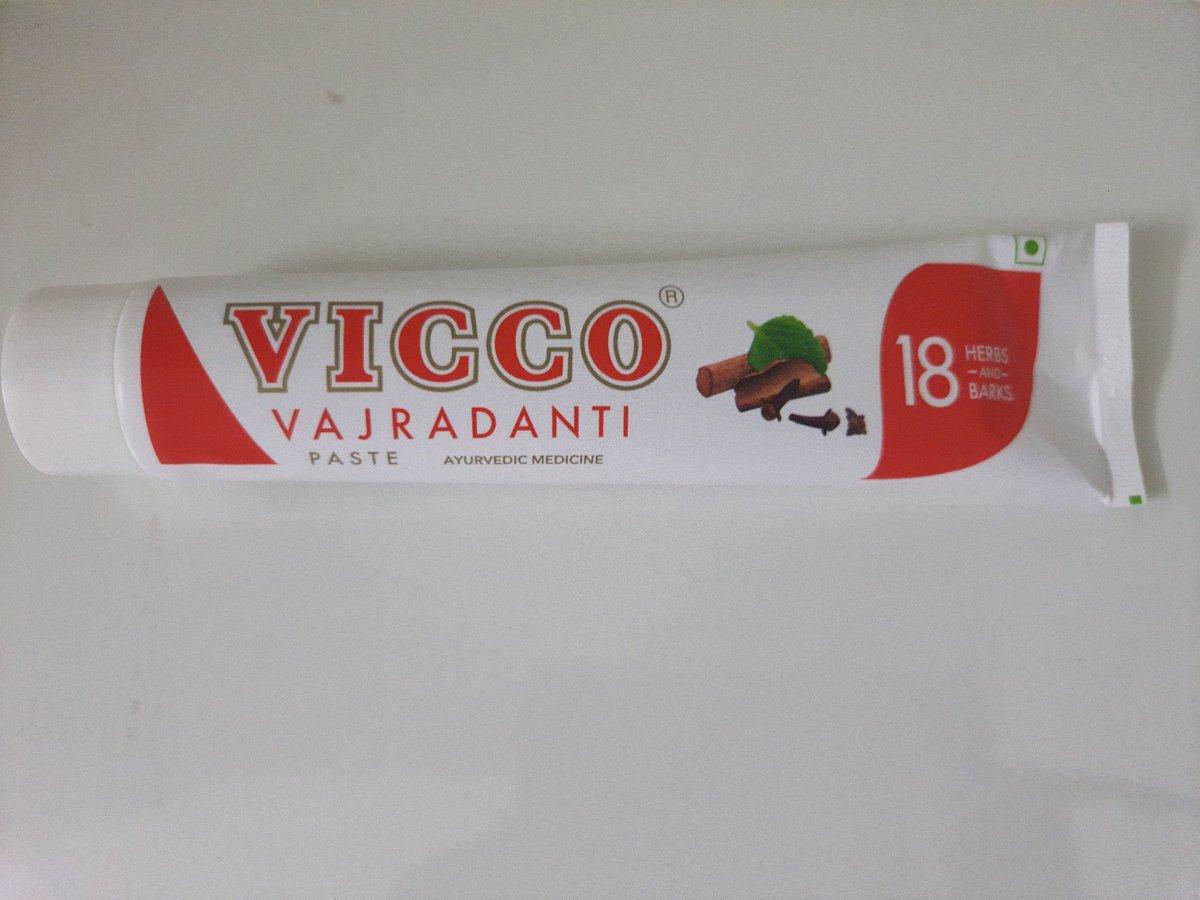 VICCO®
VAJRADANTI
PASTE AYURVEDIC MEDICINE
18 HERBS
AND
BARKS